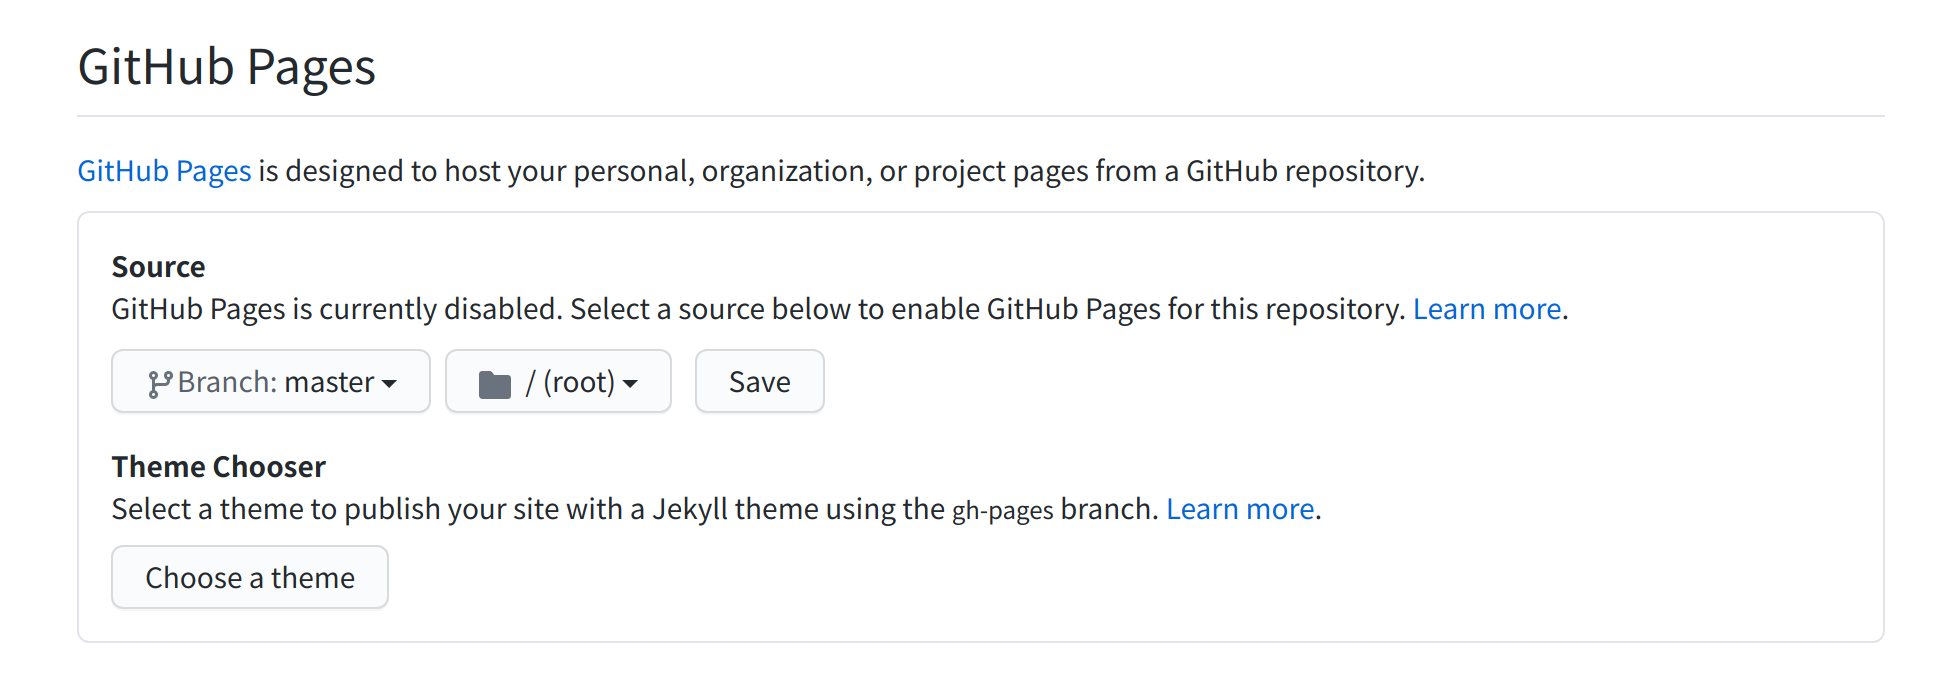 GitHub Pages
GitHub Pages is designed to host your personal, organization, or project pages from a GitHub repository.
Source
GitHub Pages is currently disabled. Select a source below to enable GitHub Pages for this repository. Learn more.
Branch: master / (root) Save
Theme Chooser
Select a theme to publish your site with a Jekyll theme using the gh-pages branch. Learn more.
Choose a theme